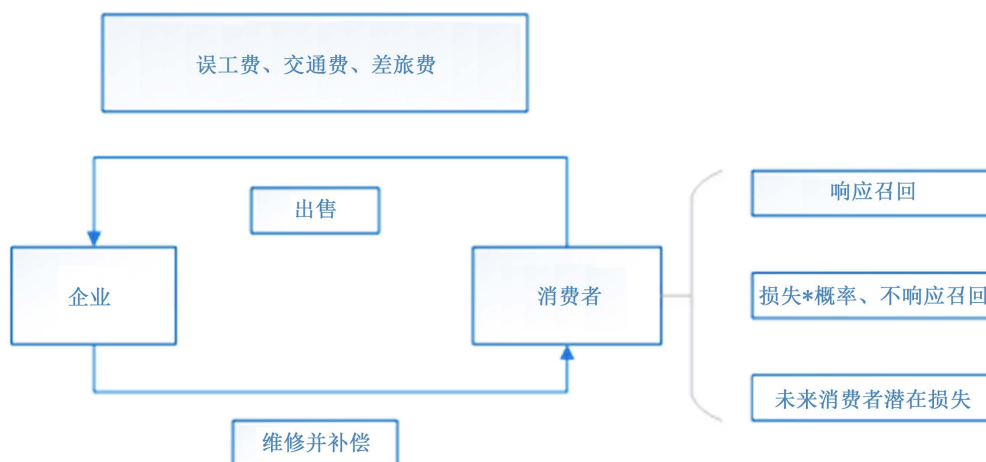 误工费、交通费、差旅费
出售
响应召回
企业
消费者
损失*概率、不响应召回
未来消费者潜在损失
维修并补偿